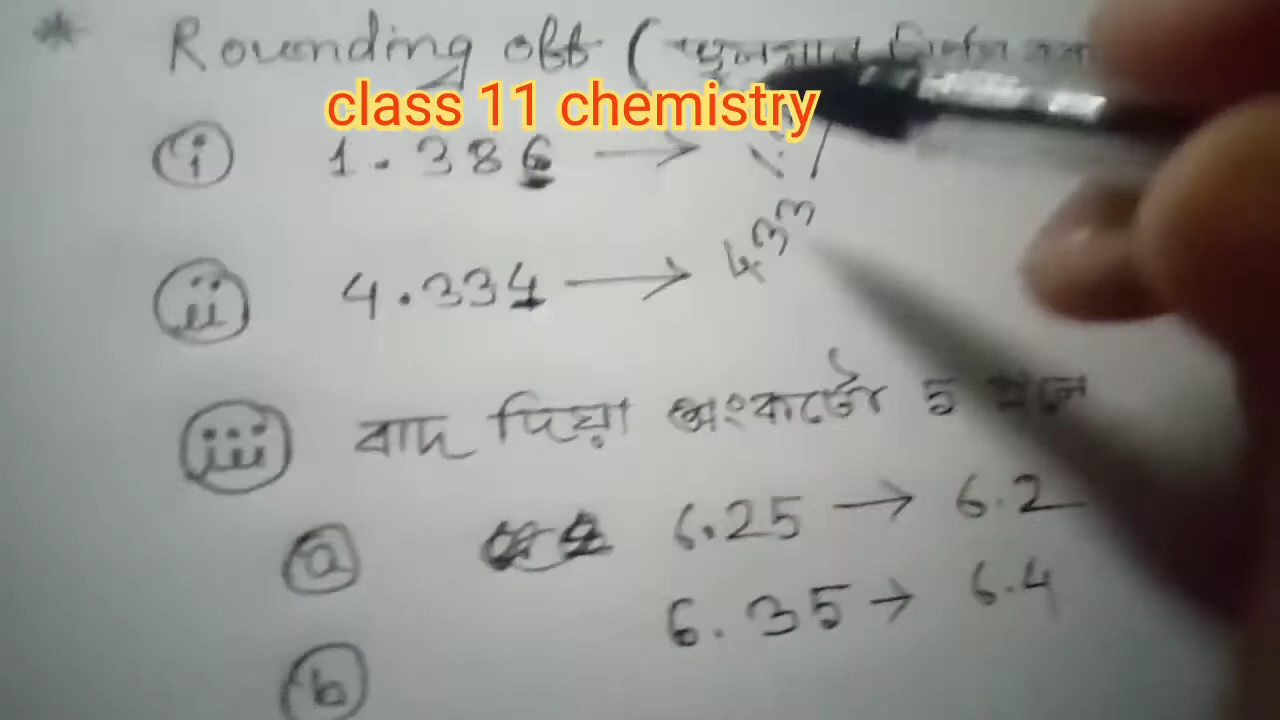 * Rounding off (
class 11 chemistry
(i) 1.386 →
(ii) 4.334 → 4.33
(iii) বাদ দিয়া অংকটো 5 হলে
(a) 6.25 → 6.2
6.35 → 6.4
(b)